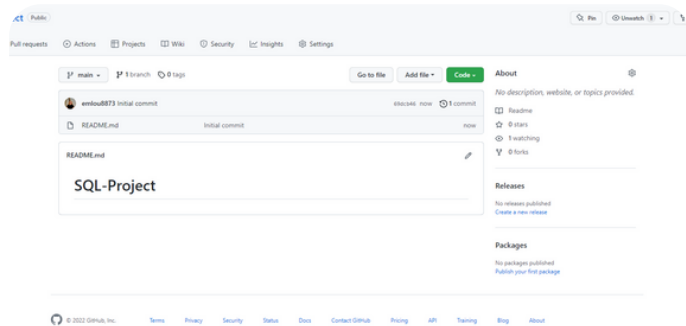 ct Public
Pin Unwatch 1
Pull requests Actions Projects Wiki Security Insights Settings
main 1 branch 0 tags Go to file Add file Code
About
No description, website, or topics provided.
emlou8873 Initial commit now 1 commit
README.md Initial commit now
Readme
0 stars
1 watching
0 forks
README.md
SQL-Project
Releases
No releases published
Create a new release
Packages
No packages published
Publish your first package
© 2022 GitHub, Inc. Terms Privacy Security Status Docs Contact GitHub Pricing API Training Blog About